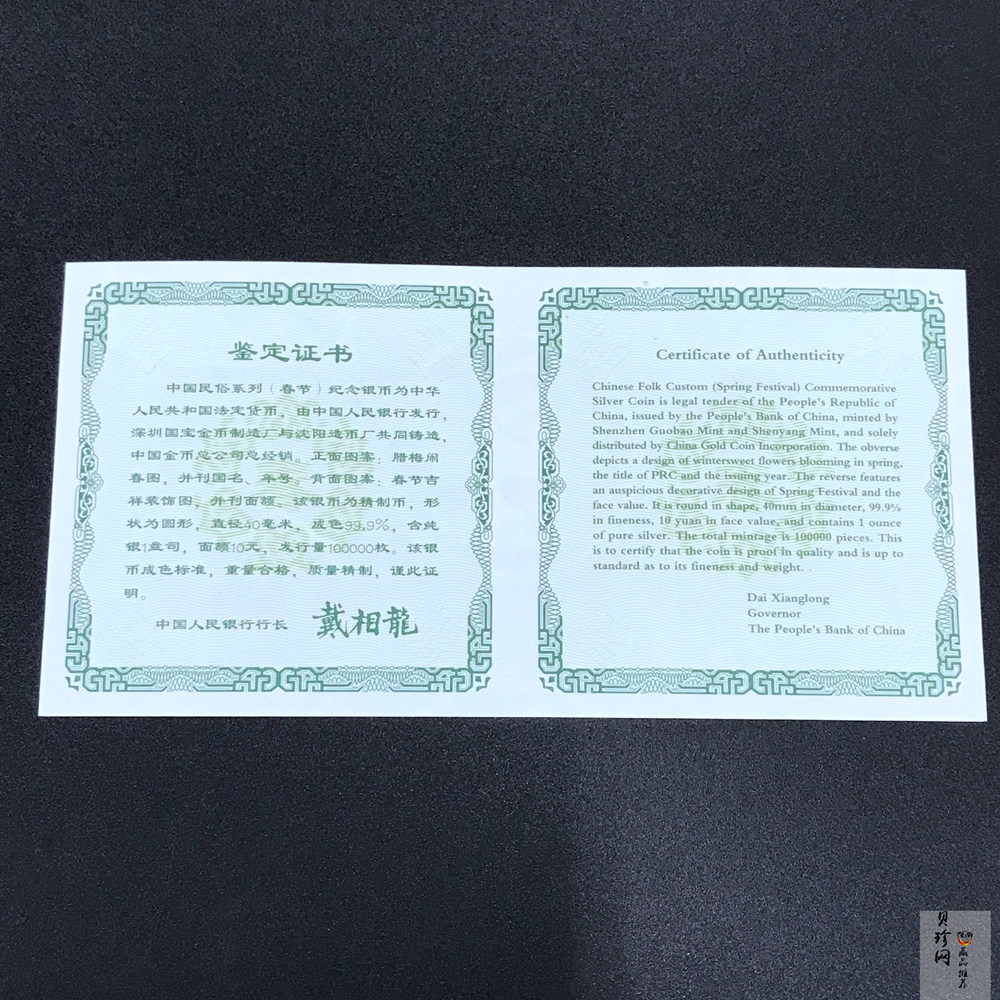 鉴定证书
中国民俗系列（春节）纪念银币为中华
人民共和国法定货币，由中国人民银行发行，
深圳国宝金币制造厂与沈阳造币厂共同铸造，
中国金币总公司总经销。正面图案：腊梅闹
春图，并刊国名、年号。背面图案：春节吉
祥装饰图，并刊面额。该银币为精制币，形
状为圆形，直径40毫米，成色99.9%，含纯
银1盎司，面额10元，发行量100000枚。该银
币成色标准，重量合格，质量精制，谨此证
明。
中国人民银行行长 戴相龍
Certificate of Authenticity
Chinese Folk Custom (Spring Festival) Commemorative
Silver Coin is legal tender of the People's Republic of
China, issued by the People's Bank of China, minted by
Shenzhen Guobao Mint and Shenyang Mint, and solely
distributed by China Gold Coin Incorporation. The obverse
depicts a design of wintersweet flowers blooming in spring,
the title of PRC and the issuing year. The reverse features
an auspicious decorative design of Spring Festival and the
face value. It is round in shape, 40mm in diameter, 99.9%
in fineness, 10 yuan in face value, and contains 1 ounce
of pure silver. The total mintage is 100000 pieces. This
is to certify that the coin is proof in quality and is up to
standard as to its fineness and weight.
Dai Xianglong
Governor
The People's Bank of China
贝珍网
藏品推荐